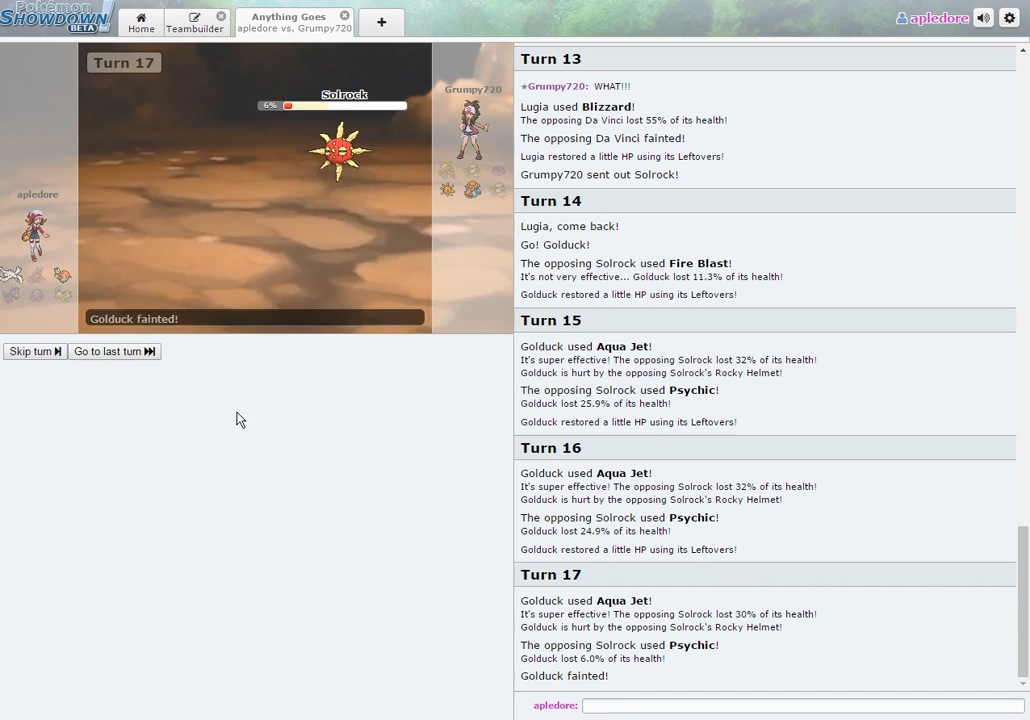 Pokémon
SHOWDOWN!
BETA
Home
Teambuilder
Anything Goes
apledore vs. Grumpy720
apledore
Turn 17
Solrock
6%
Grumpy720
apledore
Golduck fainted!
Skip turn
Go to last turn
Turn 13
★Grumpy720: WHAT!!!
Lugia used Blizzard!
The opposing Da Vinci lost 55% of its health!
The opposing Da Vinci fainted!
Lugia restored a little HP using its Leftovers!
Grumpy720 sent out Solrock!
Turn 14
Lugia, come back!
Go! Golduck!
The opposing Solrock used Fire Blast!
It's not very effective... Golduck lost 11.3% of its health!
Golduck restored a little HP using its Leftovers!
Turn 15
Golduck used Aqua Jet!
It's super effective! The opposing Solrock lost 32% of its health!
Golduck is hurt by the opposing Solrock's Rocky Helmet!
The opposing Solrock used Psychic!
Golduck lost 25.9% of its health!
Golduck restored a little HP using its Leftovers!
Turn 16
Golduck used Aqua Jet!
It's super effective! The opposing Solrock lost 32% of its health!
Golduck is hurt by the opposing Solrock's Rocky Helmet!
The opposing Solrock used Psychic!
Golduck lost 24.9% of its health!
Golduck restored a little HP using its Leftovers!
Turn 17
Golduck used Aqua Jet!
It's super effective! The opposing Solrock lost 30% of its health!
Golduck is hurt by the opposing Solrock's Rocky Helmet!
The opposing Solrock used Psychic!
Golduck lost 6.0% of its health!
Golduck fainted!
apledore: